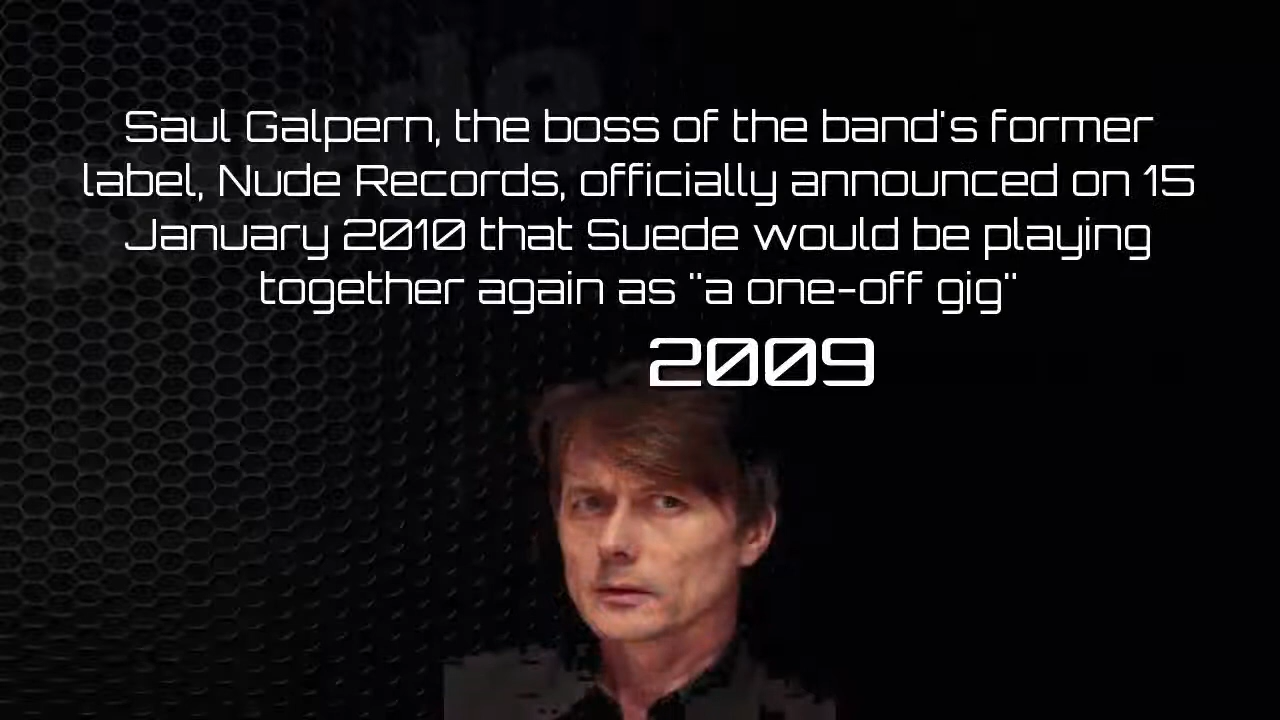 Saul Galpern, the boss of the band's former
label, Nude Records, officially announced on 15
January 2010 that Suede would be playing
together again as "a one-off gig"
2009